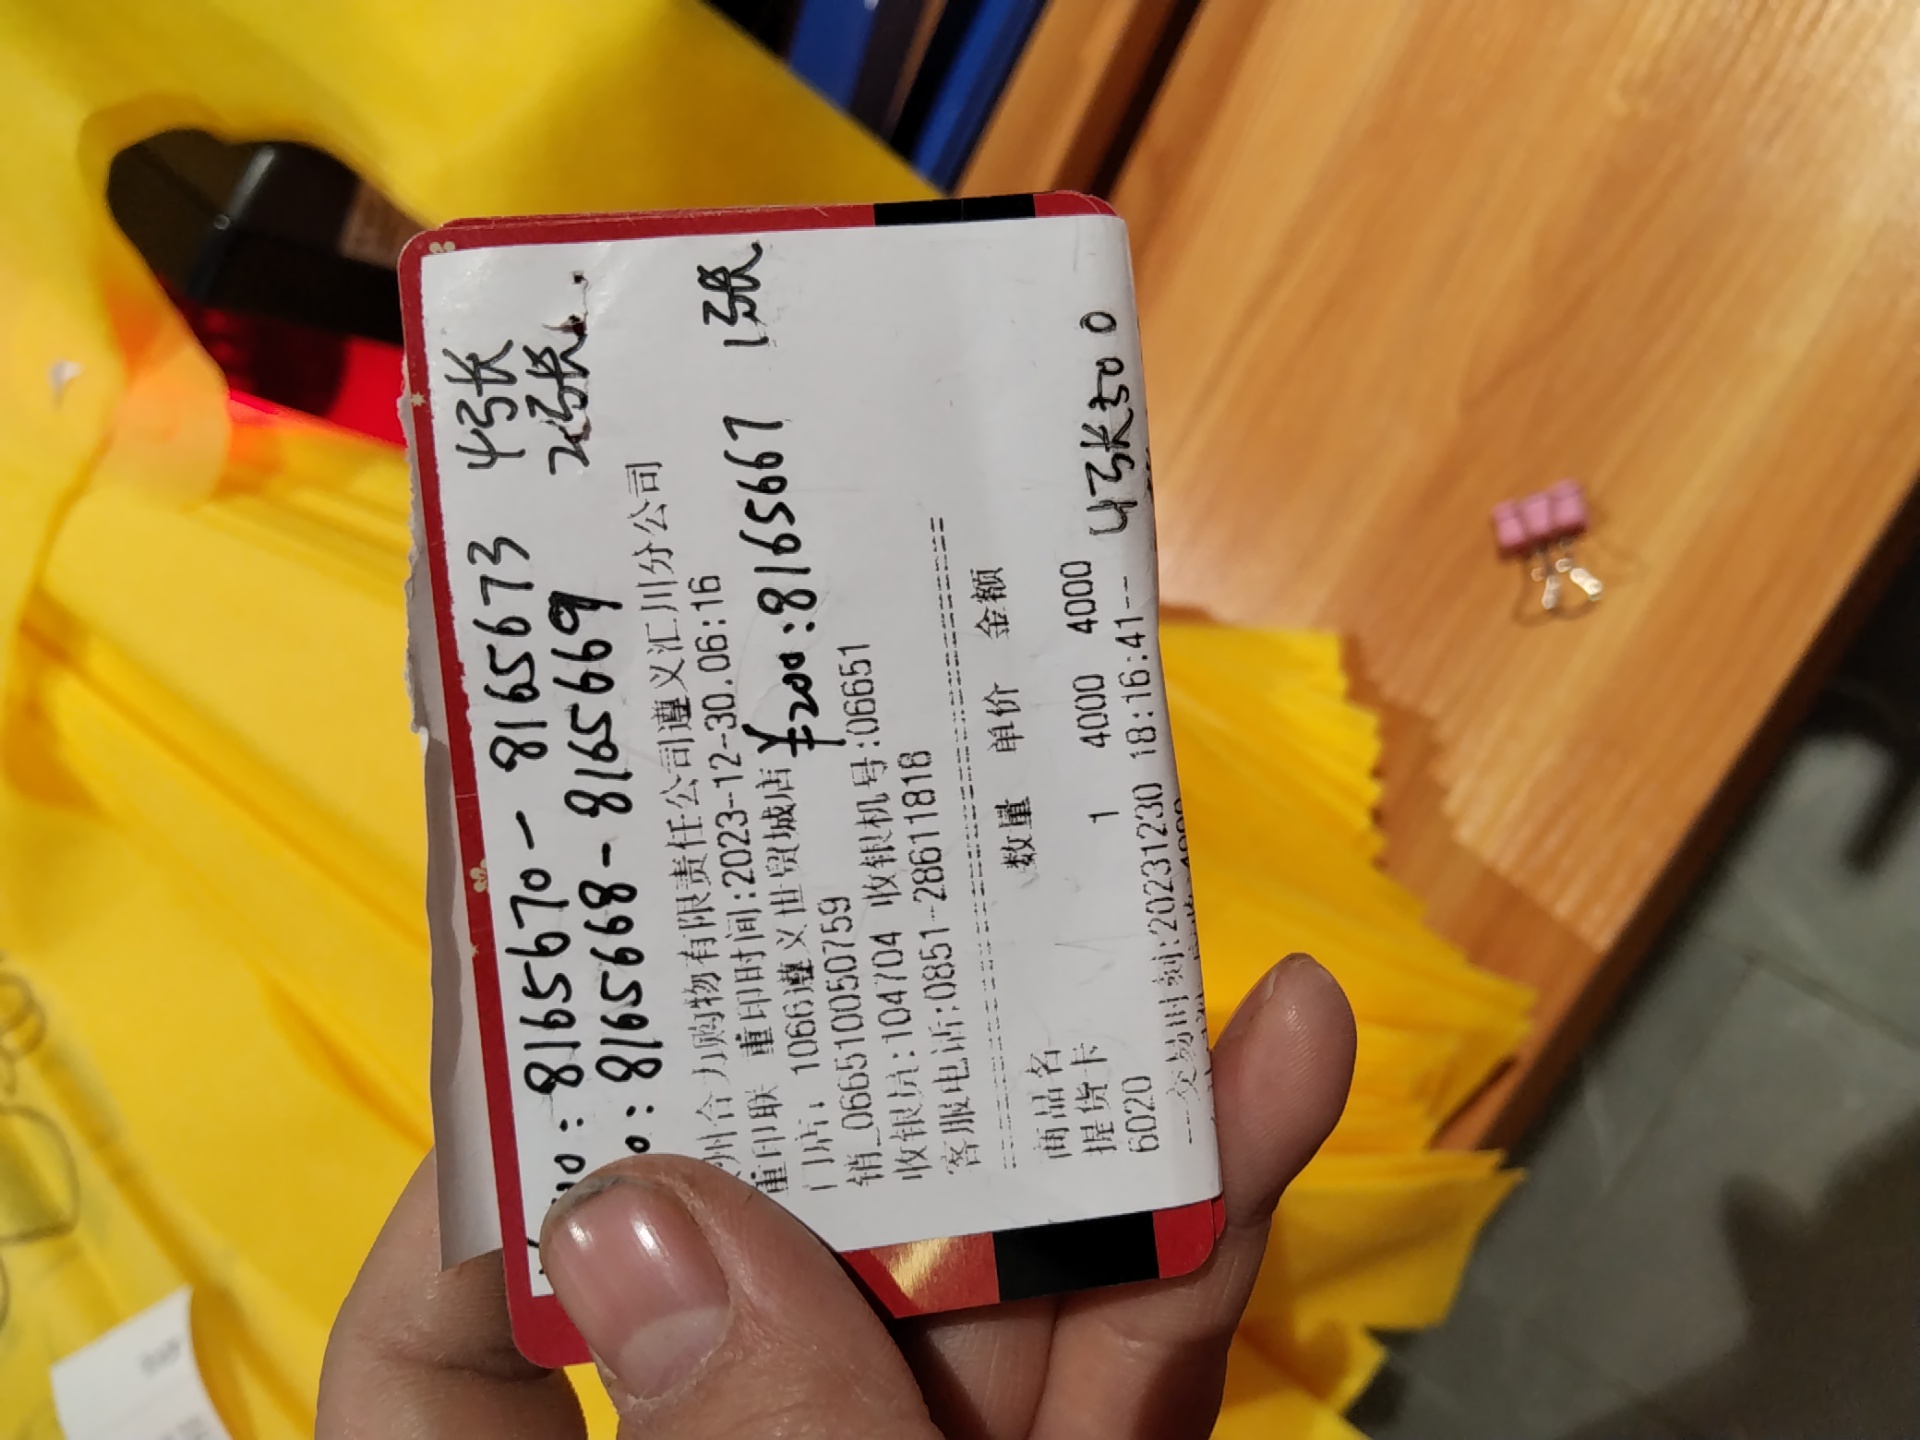 : 8165670 - 8165673 4张
0 : 8165668 - 8165669 2张
州合力购物有限责任公司遵义汇川分公司
重印联 重印时间:2023-12-30.06:16
门店: 1066遵义世贸城店
¥200 : 8165667 1张
销_066510050759
收银员:104704 收银机号:06651
客服电话:0851-28611818
商品名 数量 单价 金额
提货卡 1 4000 4000 4张500
6020
--交易时刻:20231230 18:16:41--